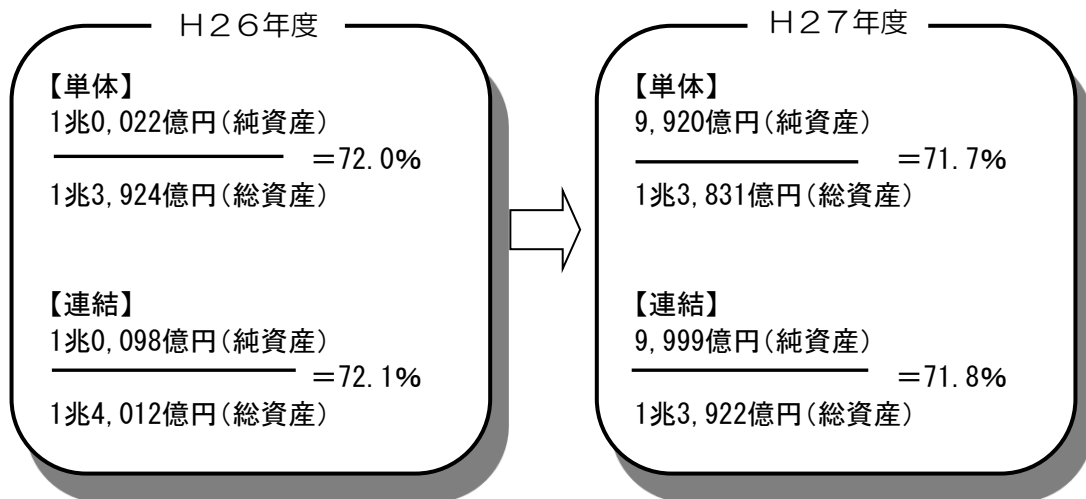 H26年度
【単体】
1兆0,022億円(純資産)
=72.0%
1兆3,924億円(総資産)
【連結】
1兆0,098億円(純資産)
=72.1%
1兆4,012億円(総資産)
H27年度
【単体】
9,920億円(純資産)
=71.7%
1兆3,831億円(総資産)
【連結】
9,999億円(純資産)
=71.8%
1兆3,922億円(総資産)